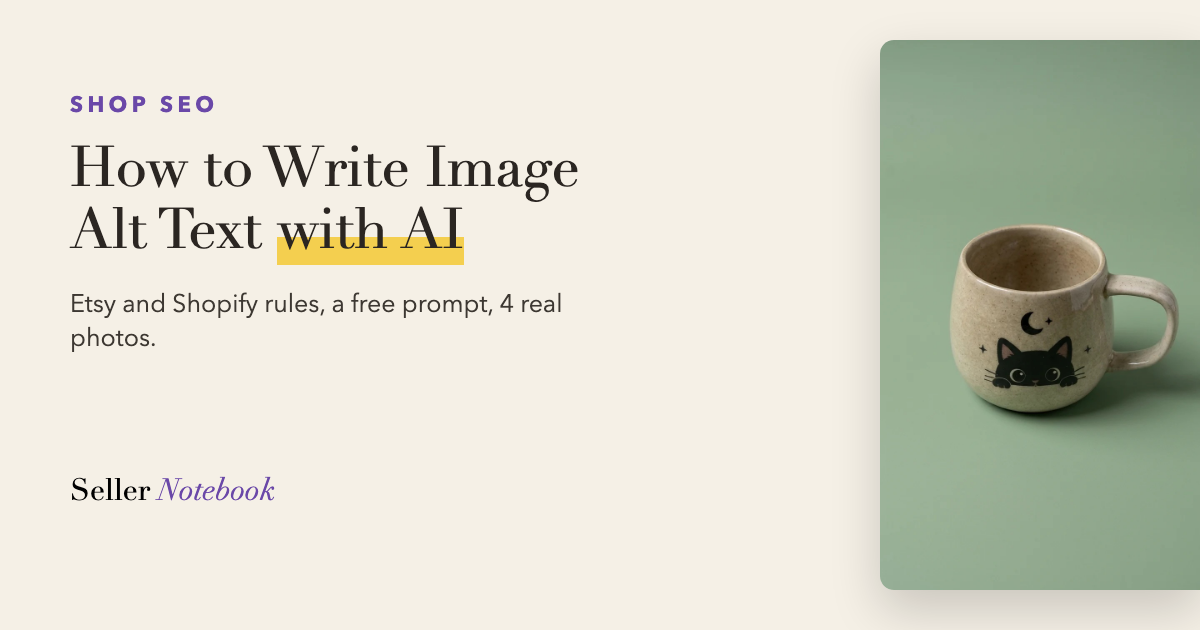 SHOP SEO
How to Write Image
Alt Text with AI
Etsy and Shopify rules, a free prompt, 4 real
photos.
Seller Notebook